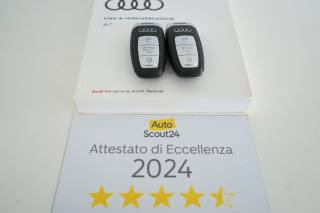 Uso e manutenzione
A7
Audi Vorsprung durch Technik
Auto
Scout24
Attestato di Eccellenza
2024